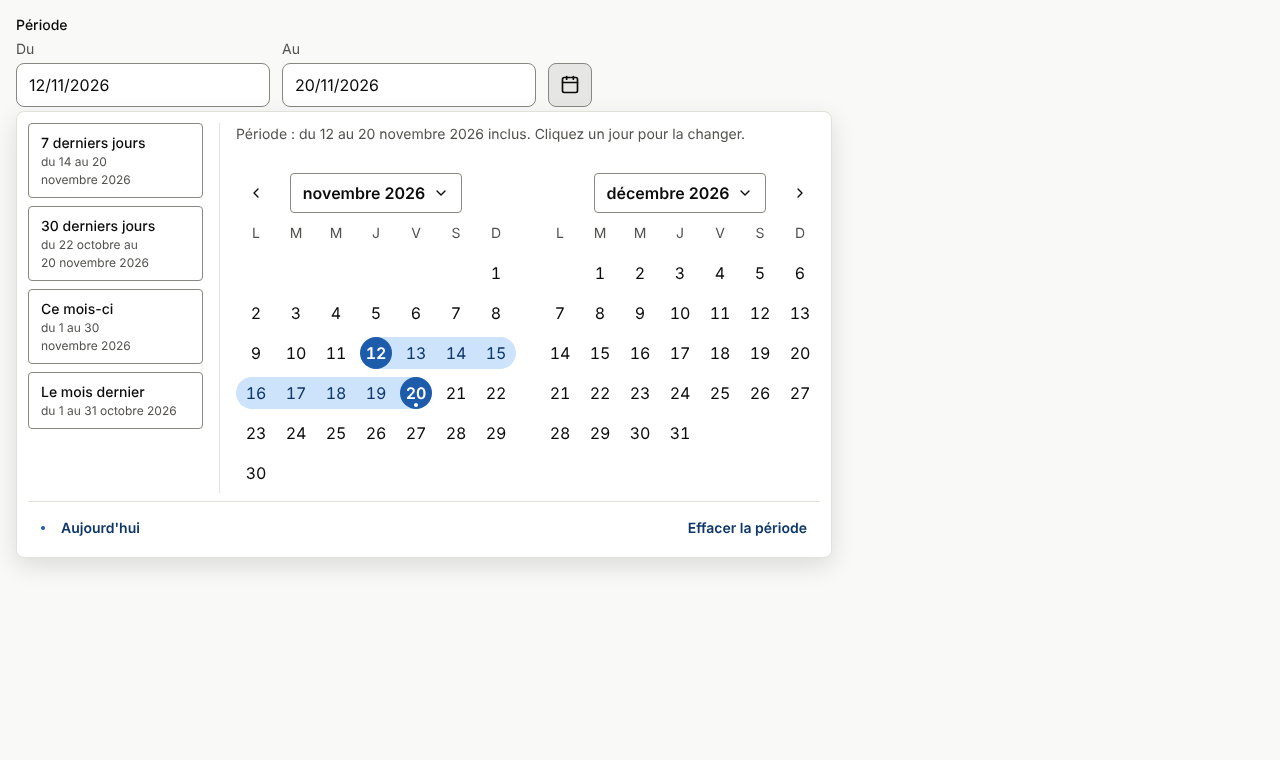 Période
Du
Au
12/11/2026
20/11/2026
7 derniers jours
du 14 au 20
novembre 2026
30 derniers jours
du 22 octobre au
20 novembre 2026
Ce mois-ci
du 1 au 30
novembre 2026
Le mois dernier
du 1 au 31 octobre 2026
Période : du 12 au 20 novembre 2026 inclus. Cliquez un jour pour la changer.
novembre 2026
L M M J V S D
1
2 3 4 5 6 7 8
9 10 11 12 13 14 15
16 17 18 19 20 21 22
23 24 25 26 27 28 29
30
décembre 2026
L M M J V S D
1 2 3 4 5 6
7 8 9 10 11 12 13
14 15 16 17 18 19 20
21 22 23 24 25 26 27
28 29 30 31
Aujourd'hui
Effacer la période